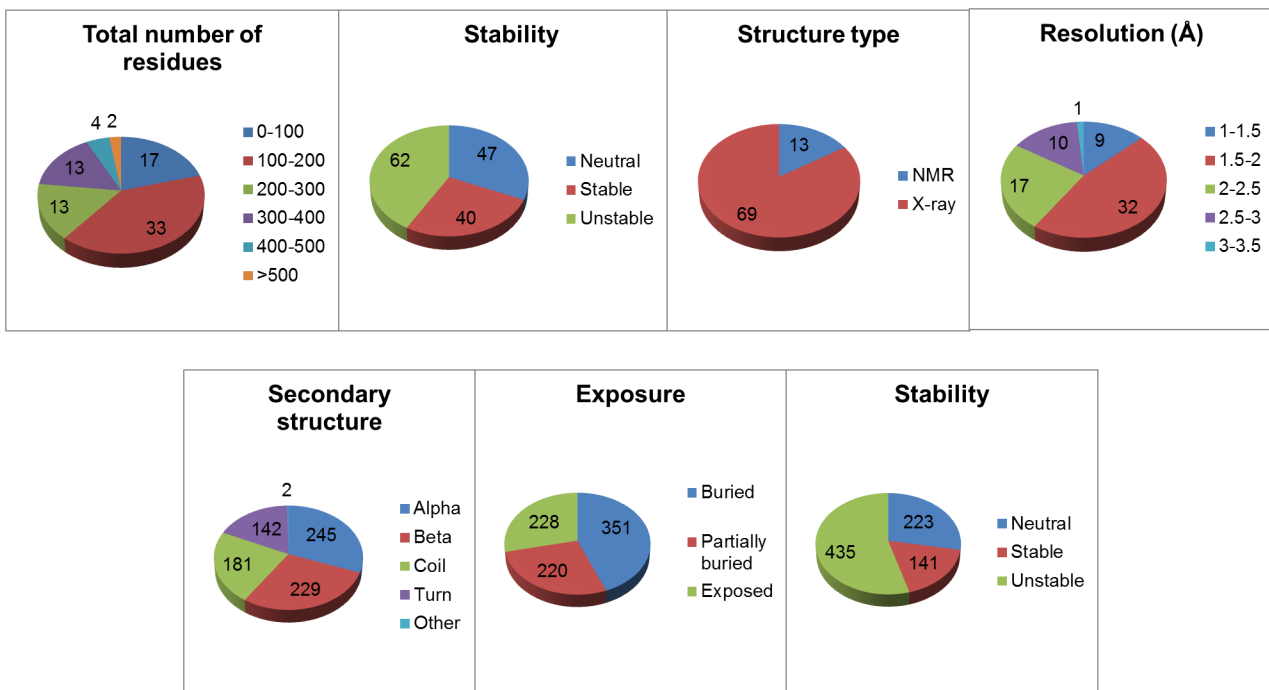 Total number of
residues
4
2
17
13
13
33
0-100
100-200
200-300
300-400
400-500
>500
Stability
62
47
40
Neutral
Stable
Unstable
Structure type
13
69
NMR
X-ray
Resolution (Å)
1
10
9
17
32
1-1.5
1.5-2
2-2.5
2.5-3
3-3.5
Secondary
structure
2
142
245
181
229
Alpha
Beta
Coil
Turn
Other
Exposure
228
351
220
Buried
Partially
buried
Exposed
Stability
223
435
141
Neutral
Stable
Unstable